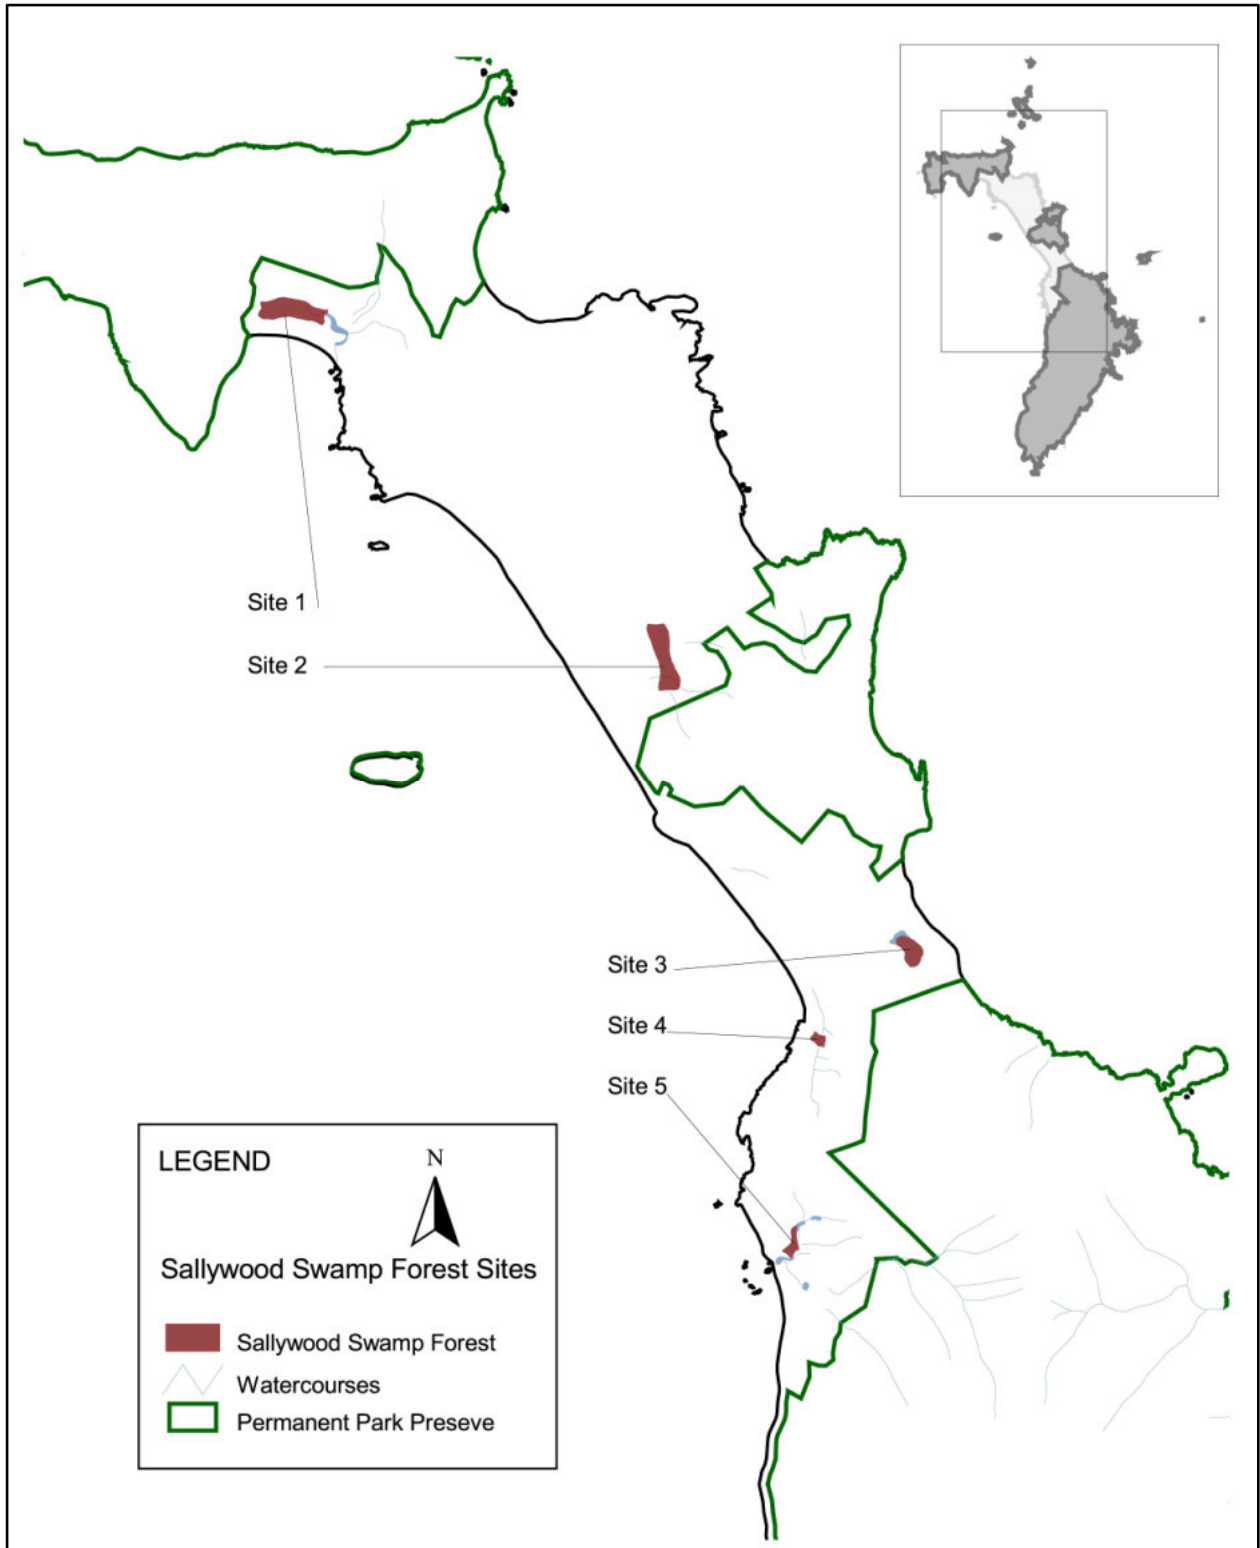 Site 1
Site 2
Site 3
Site 4
Site 5
LEGEND
N
Sallywood Swamp Forest Sites
Sallywood Swamp Forest
Watercourses
Permanent Park Preseve